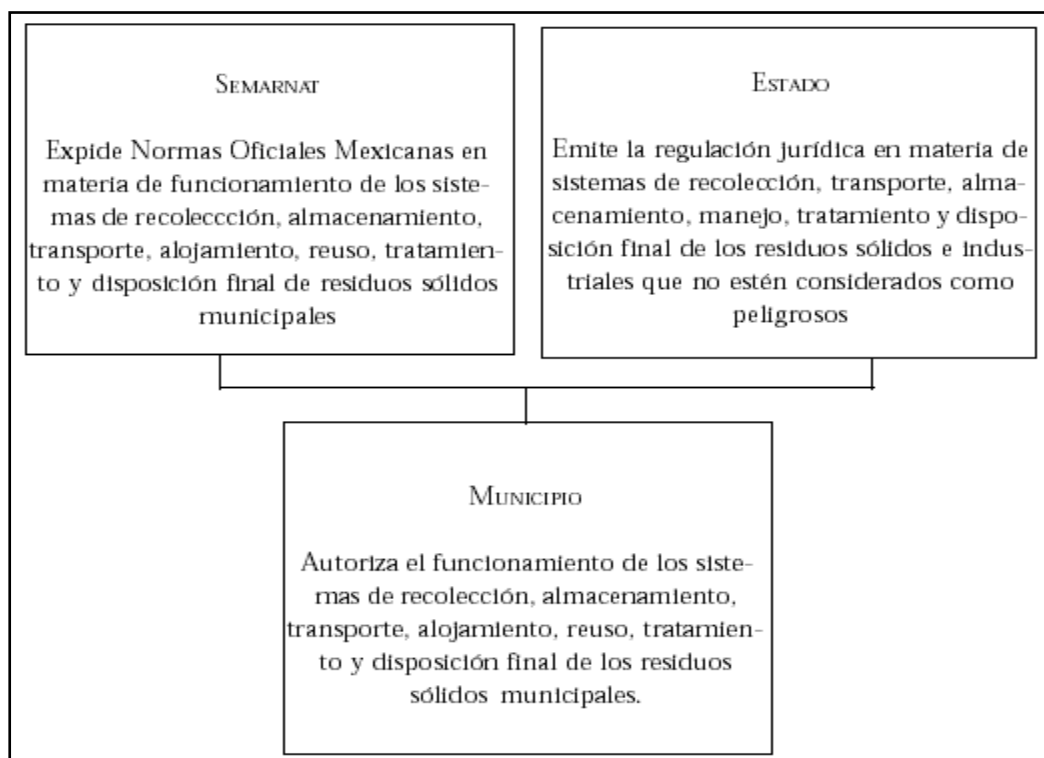 SEMARNAT
Expide Normas Oficiales Mexicanas en
materia de funcionamiento de los siste-
mas de recoleccción, almacenamiento,
transporte, alojamiento, reuso, tratamien-
to y disposición final de residuos sólidos
municipales
ESTADO
Emite la regulación jurídica en materia de
sistemas de recolección, transporte, alma-
cenamiento, manejo, tratamiento y dispo-
sición final de los residuos sólidos e indus-
triales que no estén considerados como
peligrosos
MUNICIPIO
Autoriza el funcionamiento de los siste-
mas de recolección, almacenamiento,
transporte, alojamiento, reuso, tratamien-
to y disposición final de los residuos
sólidos municipales.